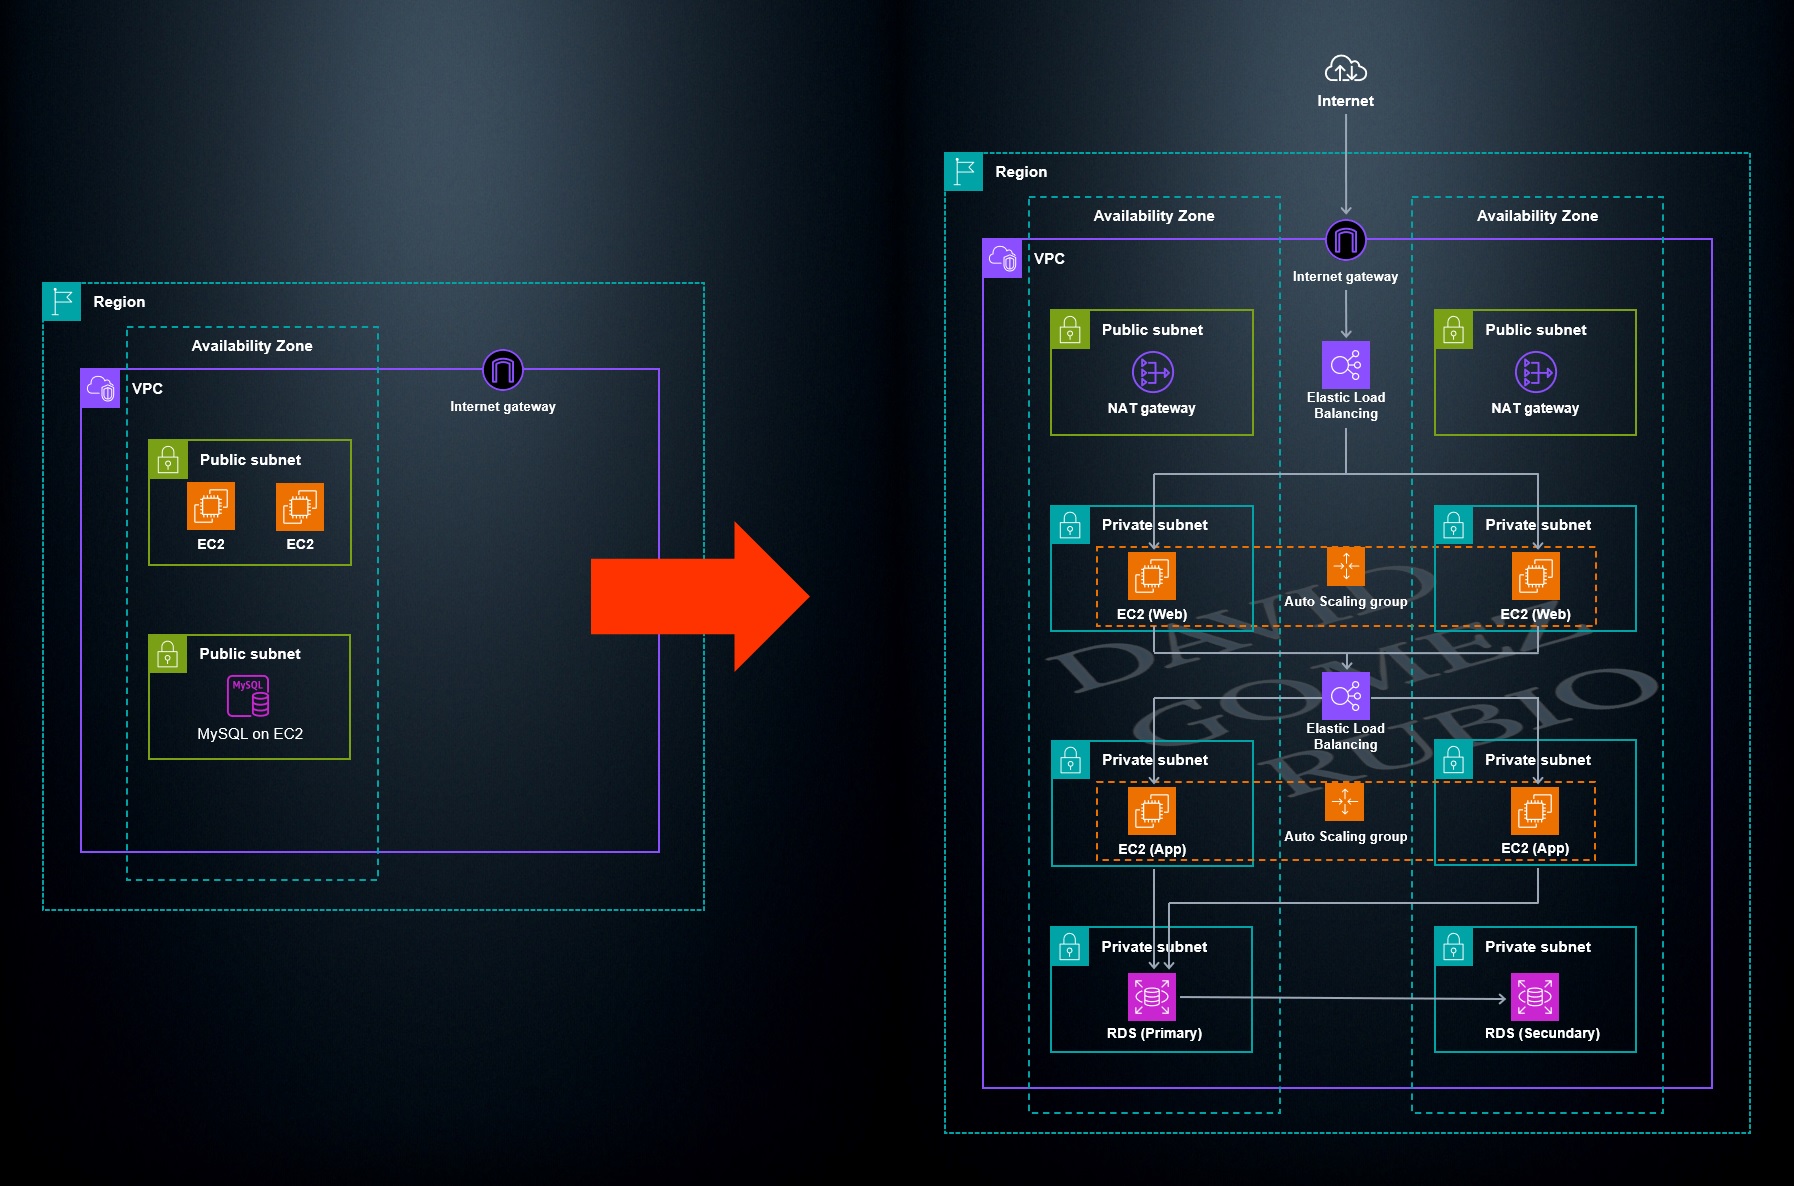 Region
Availability Zone
VPC
Internet gateway
Public subnet
EC2
EC2
Public subnet
MySQL
MySQL on EC2
Internet
Region
Availability Zone
Availability Zone
VPC
Internet gateway
Public subnet
Public subnet
NAT gateway
NAT gateway
Elastic Load
Balancing
Private subnet
Private subnet
EC2 (Web)
Auto Scaling group
EC2 (Web)
DAVID
GOMEZ
RUBIO
Elastic Load
Balancing
Private subnet
Private subnet
EC2 (App)
Auto Scaling group
EC2 (App)
Private subnet
Private subnet
RDS (Primary)
RDS (Secundary)